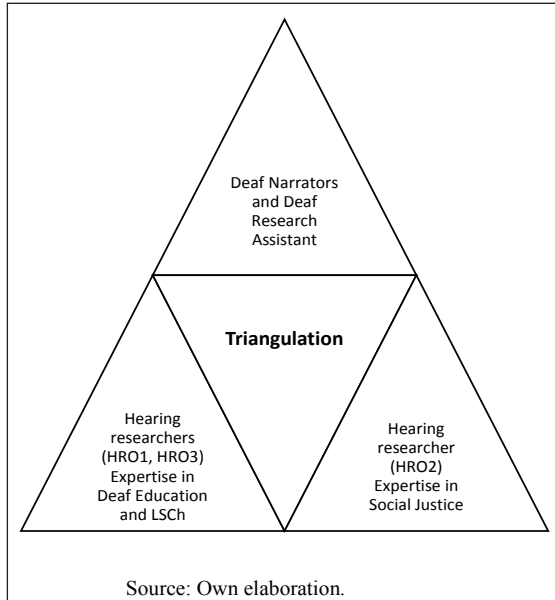 Deaf Narrators
and Deaf
Research
Assistant
Triangulation
Hearing
researchers
(HRO1, HRO3)
Expertise in
Deaf Education
and LSCh
Hearing
researcher
(HRO2)
Expertise in
Social Justice
Source: Own elaboration.